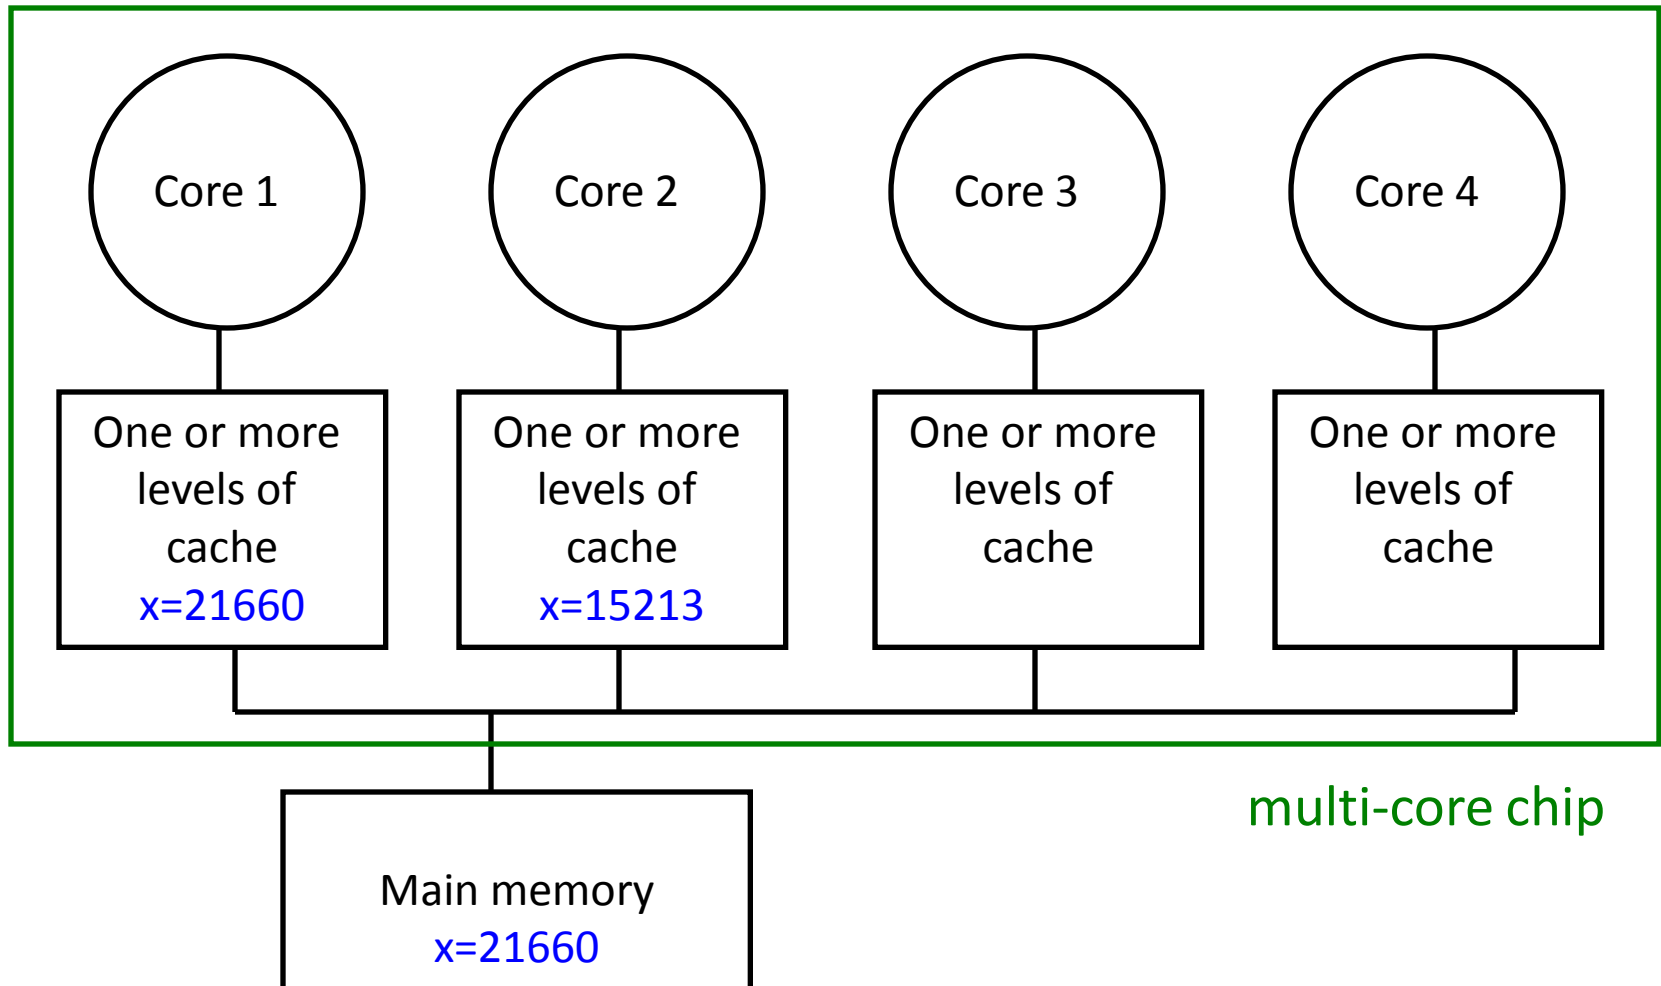 Core 1
Core 2
Core 3
Core 4
One or more
levels of
cache
x=21660
One or more
levels of
cache
x=15213
One or more
levels of
cache
One or more
levels of
cache
multi-core chip
Main memory
x=21660